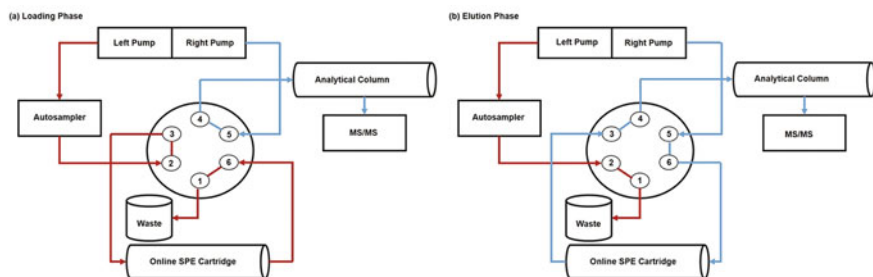 (a) Loading Phase
Left Pump
Right Pump
Analytical Column
Autosampler
MS/MS
4
3
5
2
6
1
Waste
Online SPE Cartridge
(b) Elution Phase
Left Pump
Right Pump
Analytical Column
Autosampler
MS/MS
4
3
5
2
6
1
Waste
Online SPE Cartridge